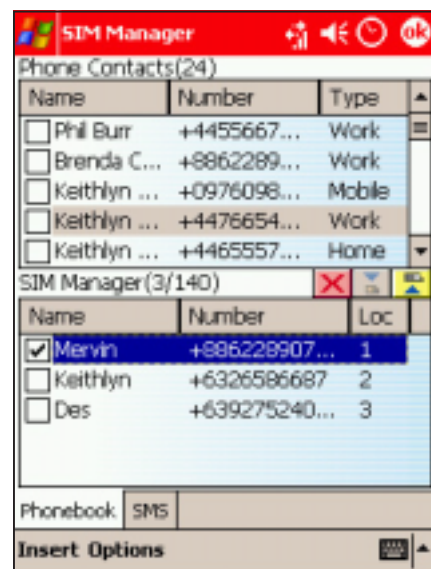 SIM Manager ok
Phone Contacts(24)
Name Number Type
Phil Burr +4455667... Work
Brenda C... +8862289... Work
Keithlyn ... +0976098... Mobile
Keithlyn ... +4476654... Work
Keithlyn ... +4465557... Home
SIM Manager(3/140)
Name Number Loc
Mervin +886228907... 1
Keithlyn +6326586687 2
Des +639275240... 3
Phonebook SMS
Insert Options